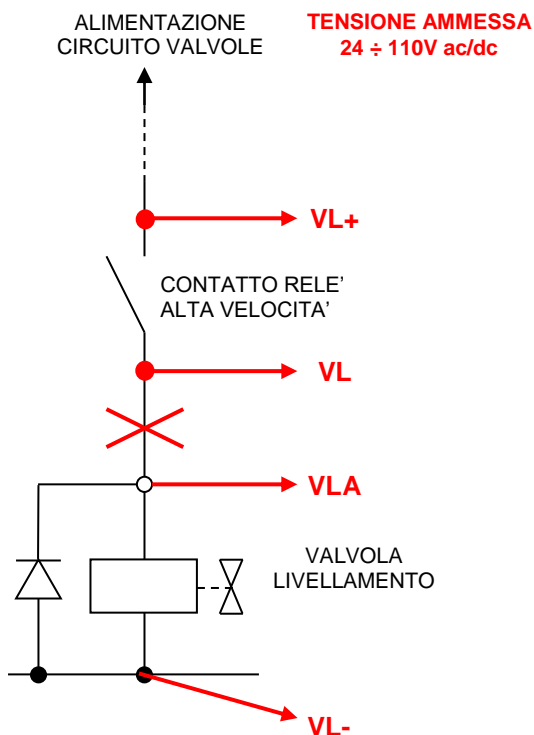 ALIMENTAZIONE
CIRCUITO VALVOLE
TENSIONE AMMESSA
24 ÷ 110V ac/dc
VL+
CONTATTO RELE’
ALTA VELOCITA’
VL
VLA
VALVOLA
LIVELLAMENTO
VL-